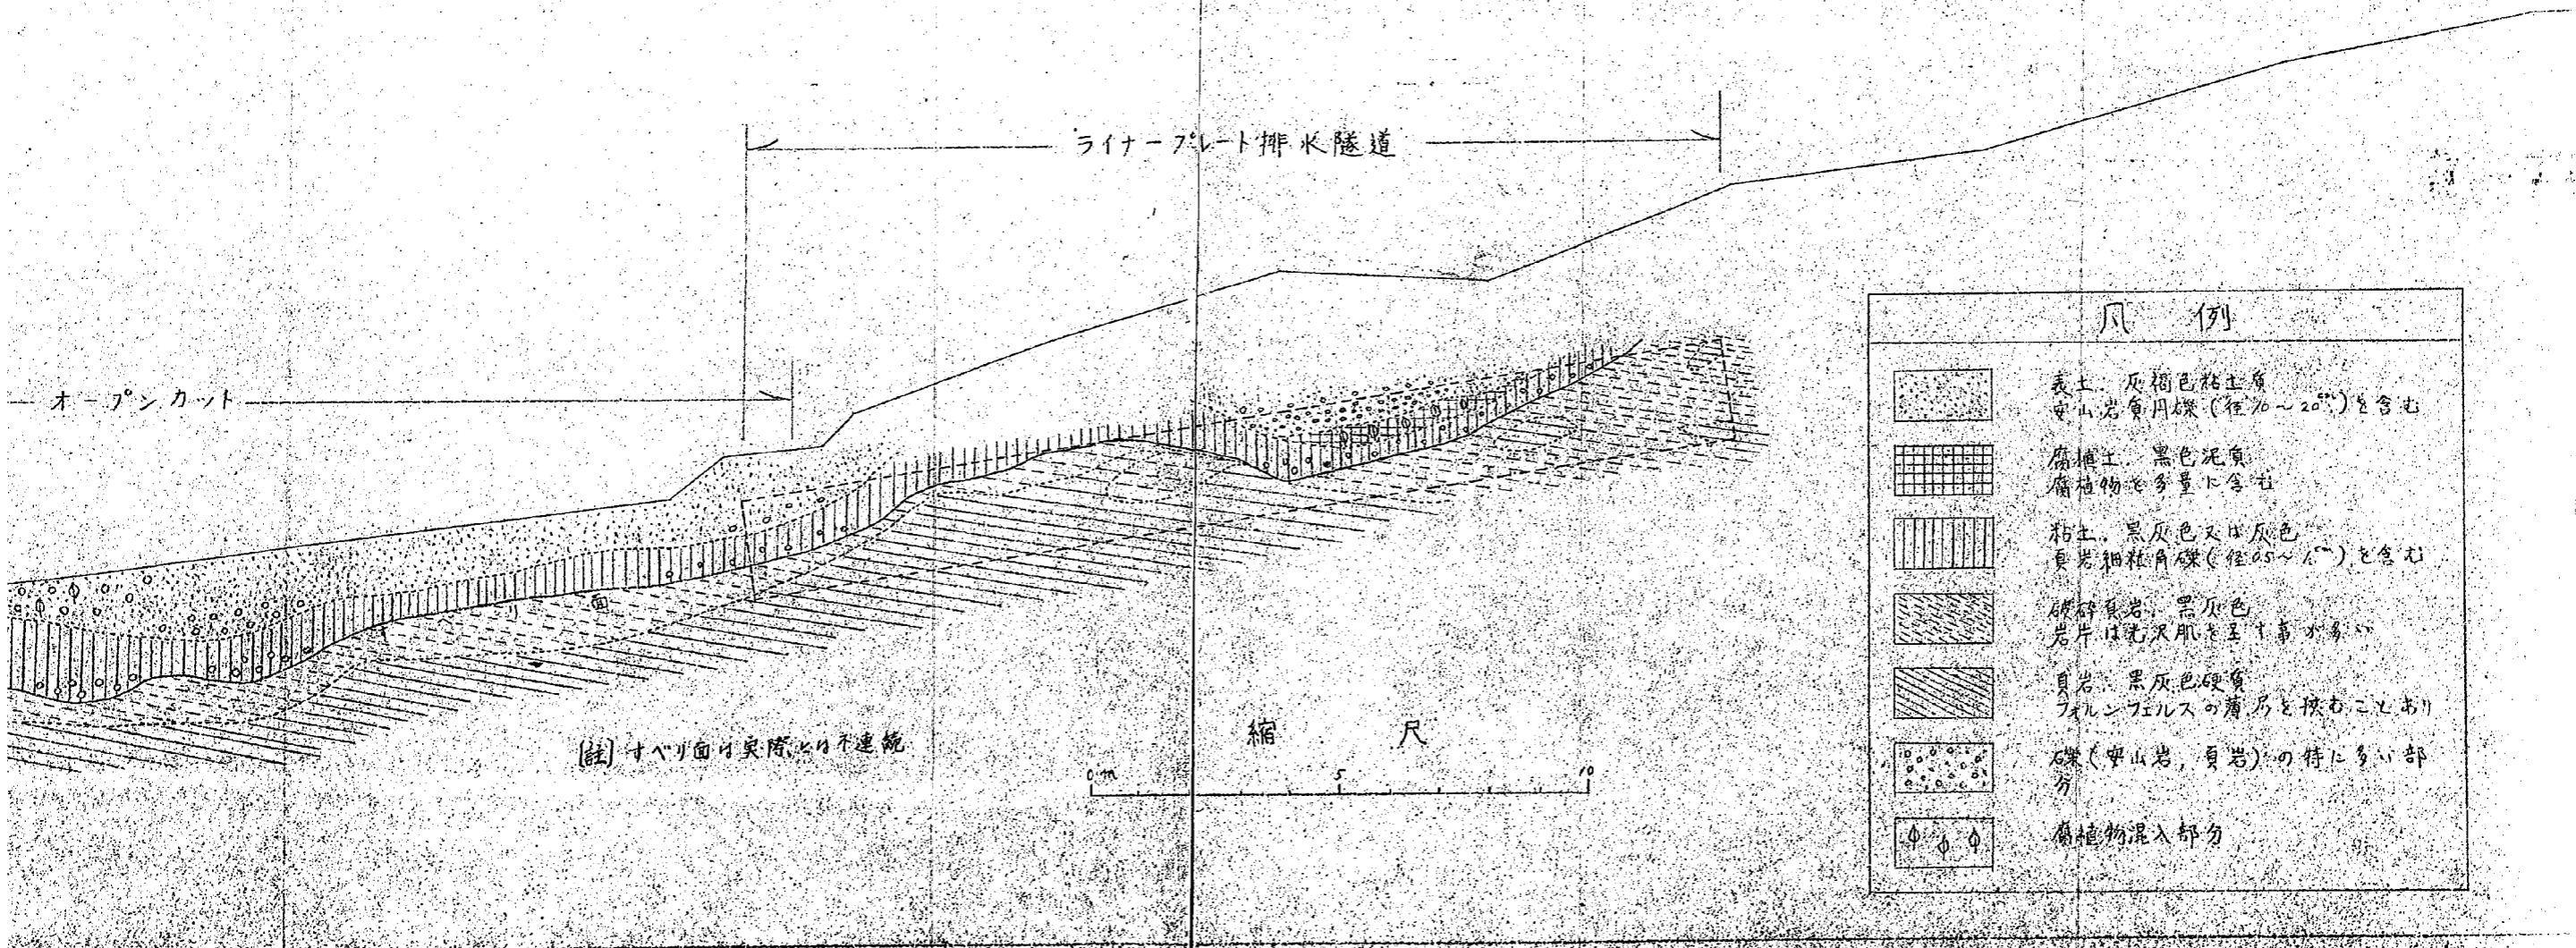 ライナープレート排水隧道
オープンカット
すべり面
[註] すべり面は実際には不連続
縮 尺
0m 5 10
凡 例
表土. 灰褐色粘土質
安山岩質円礫(径10~20cm)を含む
腐植土. 黒色泥質
腐植物を多量に含む
粘土. 黒灰色又は灰色
頁岩細粒角礫(径0.5~1cm)を含む
破砕頁岩. 黒灰色
岩片は光沢肌を呈す事が多い
頁岩. 黒灰色硬質
フォルンフェルスの薄層を挟むことあり
礫(安山岩, 頁岩)の特に多い部
分
腐植物混入部分